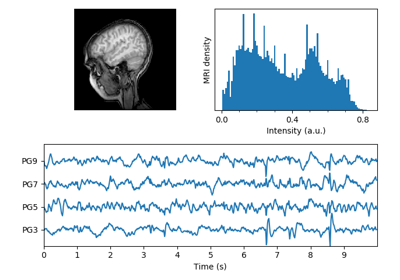 MRI density
0.0 0.4 0.8
Intensity (a.u.)
PG9
PG7
PG5
PG3
0 1 2 3 4 5 6 7 8 9
Time (s)